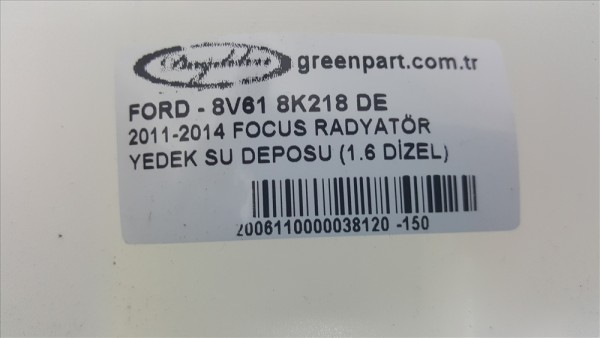 greenpart.com.tr
FORD - 8V61 8K218 DE
2011-2014 FOCUS RADYATÖR
YEDEK SU DEPOSU (1.6 DİZEL)
2006110000038120 -150